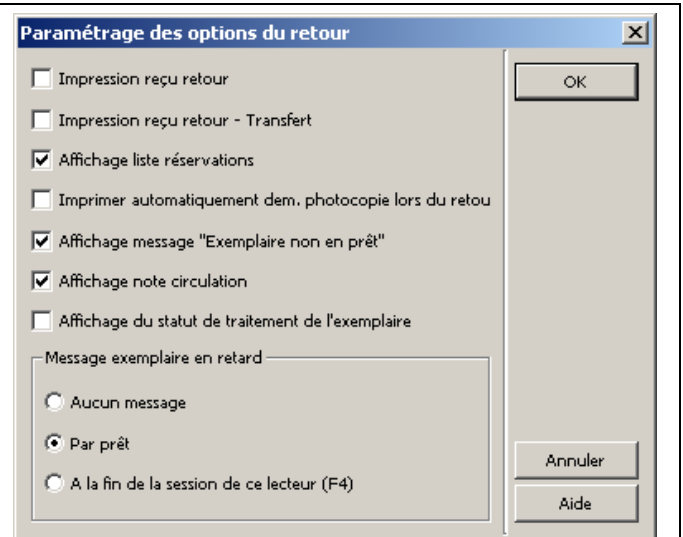 Paramétrage des options du retour
Impression reçu retour
OK
Impression reçu retour - Transfert
Affichage liste réservations
Imprimer automatiquement dem. photocopie lors du retou
Affichage message "Exemplaire non en prêt"
Affichage note circulation
Affichage du statut de traitement de l'exemplaire
Message exemplaire en retard
Aucun message
Par prêt
A la fin de la session de ce lecteur (F4)
Annuler
Aide